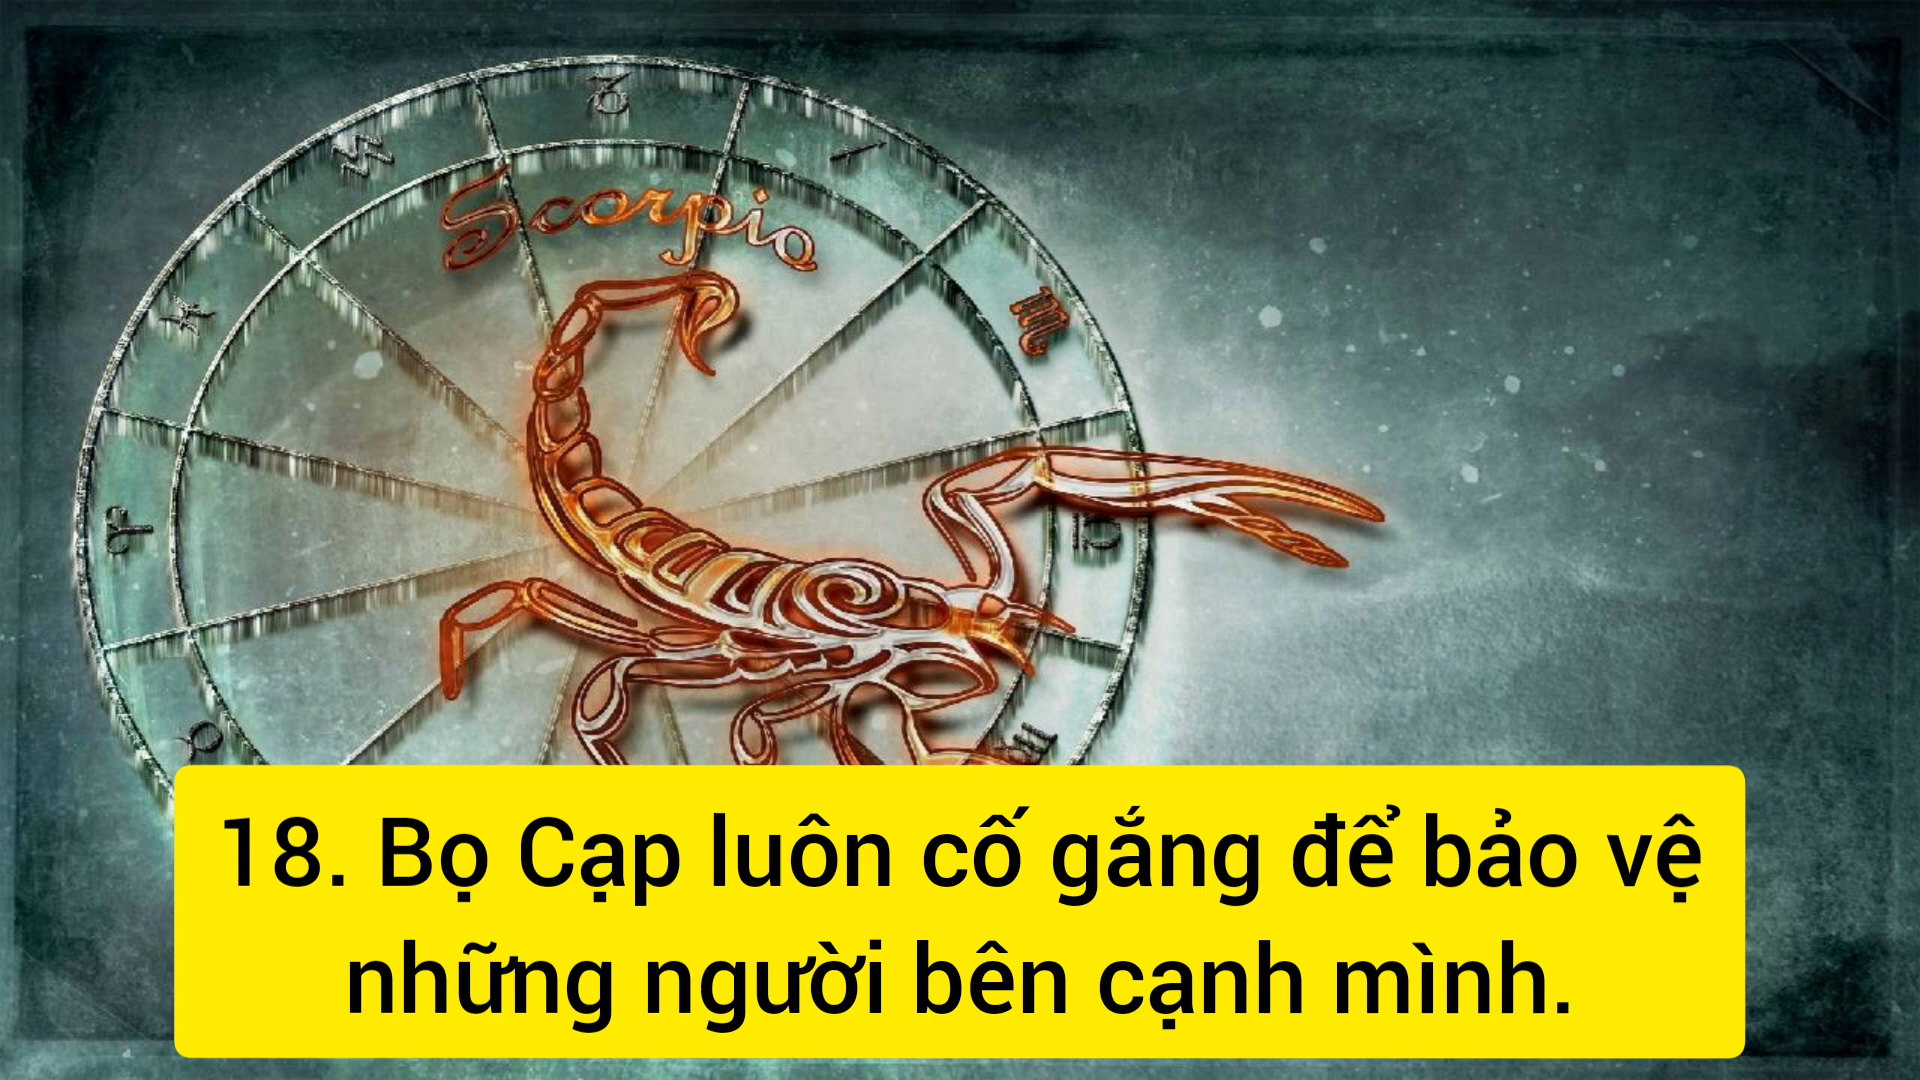 Scorpio
18. Bọ Cạp luôn cố gắng để bảo vệ
những người bên cạnh mình.